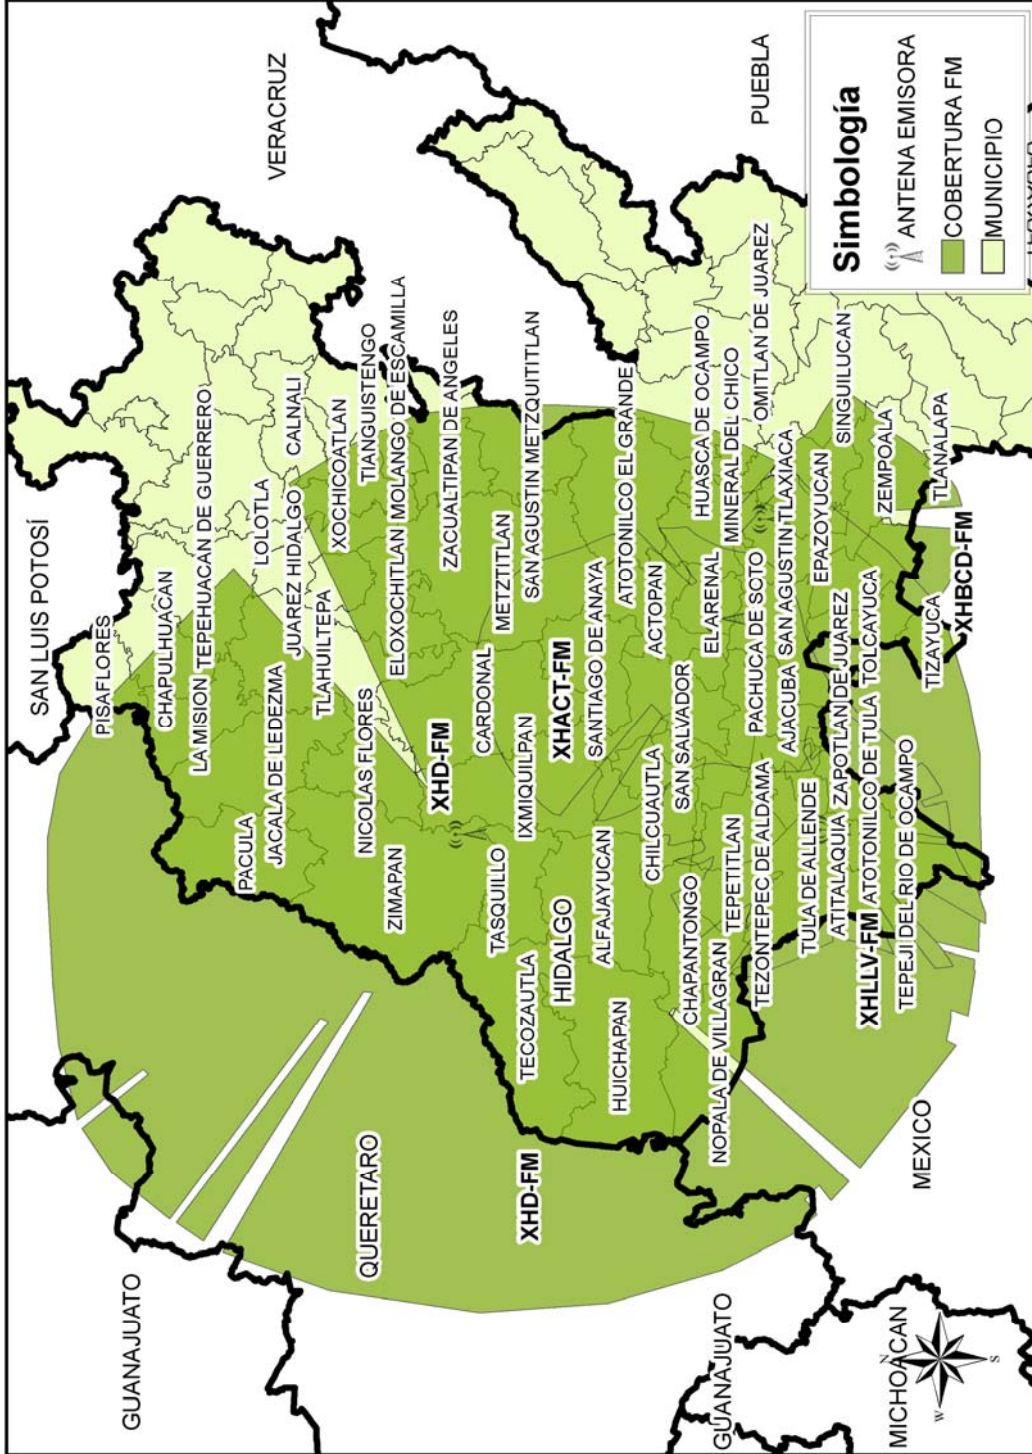 SAN LUIS POTOSÍ
VERACRUZ
GUANAJUATO
PISAFLORES
CHAPULHUACAN
LA MISION
TEPEHUACAN DE GUERRERO
PACULA
LOLOTLA
JACALA DE LEDEZMA
JUAREZ HIDALGO
CALNALI
TLAHUILTEPA
XOCHICOATLAN
TIANGUISTENGO
NICOLAS FLORES
QUERETARO
ZIMAPAN
ELOXOCHITLAN
MOLANGO DE ESCAMILLA
XHD-FM
ZACUALTIPAN DE ANGELES
CARDONAL
METZTITLAN
TASQUILLO
IXMIQUILPAN
SAN AGUSTIN METZQUITITLAN
XHD-FM
TECOZAUTLA
HIDALGO
XHACT-FM
ALFAJAYUCAN
SANTIAGO DE ANAYA
HUICHAPAN
ATOTONILCO EL GRANDE
CHILCUAUTLA
ACTOPAN
SAN SALVADOR
CHAPANTONGO
HUASCA DE OCAMPO
ELARENAL
NOPALA DE VILLAGRAN
TEPETITLAN
MINERAL DEL CHICO
GUANAJUATO
PUEBLA
TEZONTEPEC DE ALDAMA
PACHUCA DE SOTO
OMITLAN DE JUAREZ
AJACUBA
SAN AGUSTIN TLAXIACA
TULA DE ALLENDE
EPAZOYUCAN
SINGUILUCAN
ATITALAQUIA
ZAPOTLAN DE JUAREZ
XHLLV-FM
ATOTONILCO DE TULA
TOLCAYUCA
ZEMPOALA
TEPEJI DEL RIO DE OCAMPO
TIZAYUCA
TLANALAPA
MEXICO
XHBCD-FM
MICHOACAN
N
W
S
Simbología
ANTENA EMISORA
COBERTURA FM
MUNICIPIO